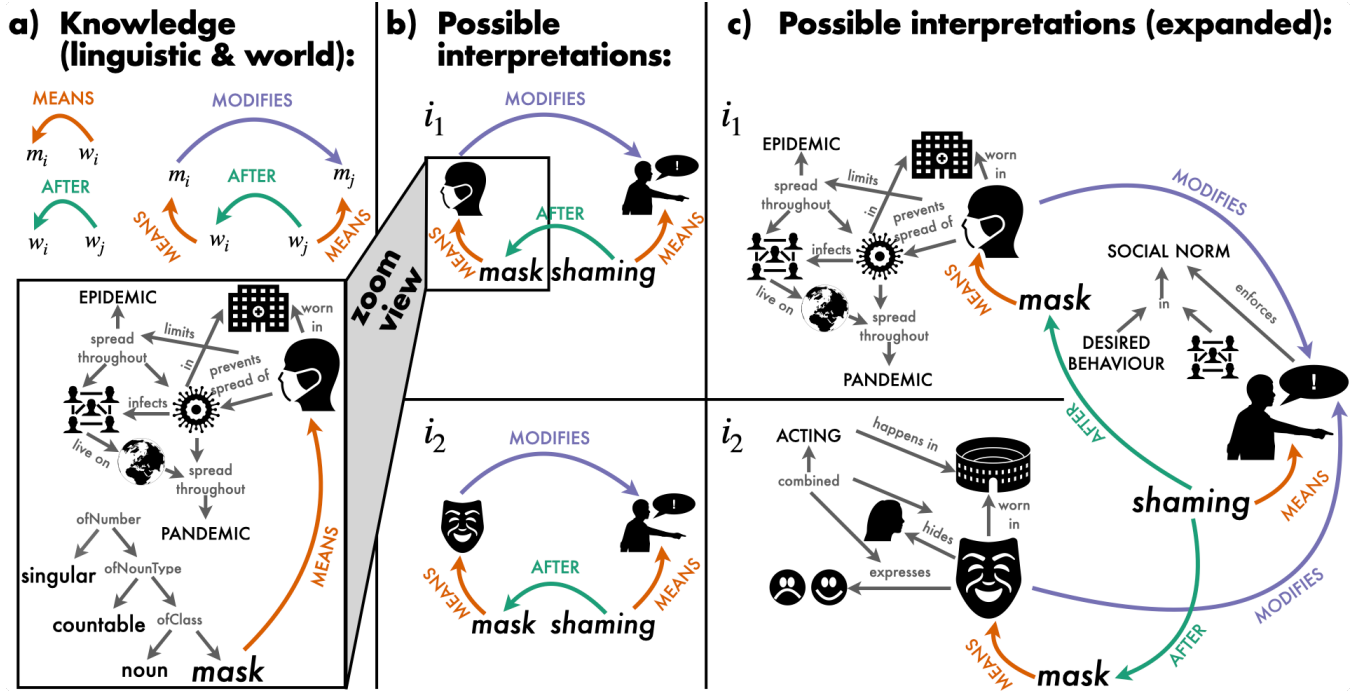 a) Knowledge
(linguistic & world):
MEANS
m_i w_i
MODIFIES
m_i m_j
AFTER
w_i w_j
AFTER
MEANS w_i w_j MEANS
EPIDEMIC
spread
throughout
limits
in
worn
in
prevents
spread of
infects
live on
spread
throughout
PANDEMIC
ofNumber
singular
ofNounType
countable
ofClass
noun
mask
MEANS
zoom
view
b) Possible
interpretations:
i_1
MODIFIES
!
AFTER
MEANS
MEANS
mask shaming
i_2
MODIFIES
!
AFTER
MEANS
MEANS
mask shaming
c) Possible interpretations (expanded):
i_1
EPIDEMIC
spread
throughout
limits
in
worn
in
prevents
spread of
infects
live on
spread
throughout
PANDEMIC
MEANS
mask
MODIFIES
SOCIAL NORM
in
enforces
DESIRED
BEHAVIOUR
!
AFTER
shaming
MEANS
i_2
ACTING
happens in
combined
hides
worn
in
expresses
MODIFIES
AFTER
MEANS
mask